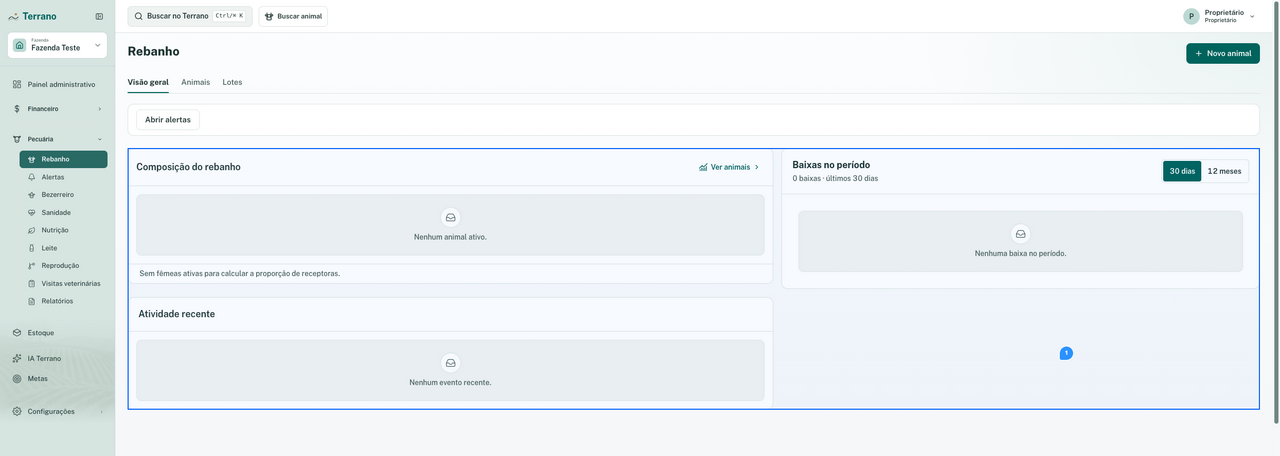 Terrano
Fazenda
Fazenda Teste
Painel administrativo
Financeiro
Pecuária
Rebanho
Alertas
Bezerreiro
Sanidade
Nutrição
Leite
Reprodução
Visitas veterinárias
Relatórios
Estoque
IA Terrano
Metas
Configurações
Buscar no Terrano Ctrl/⌘ K
Buscar animal
P
Proprietário
Proprietário
Rebanho
+ Novo animal
Visão geral Animais Lotes
Abrir alertas
Composição do rebanho
Ver animais
Nenhum animal ativo.
Sem fêmeas ativas para calcular a proporção de receptoras.
Baixas no período
0 baixas · últimos 30 dias
30 dias 12 meses
Nenhuma baixa no período.
Atividade recente
Nenhum evento recente.
1